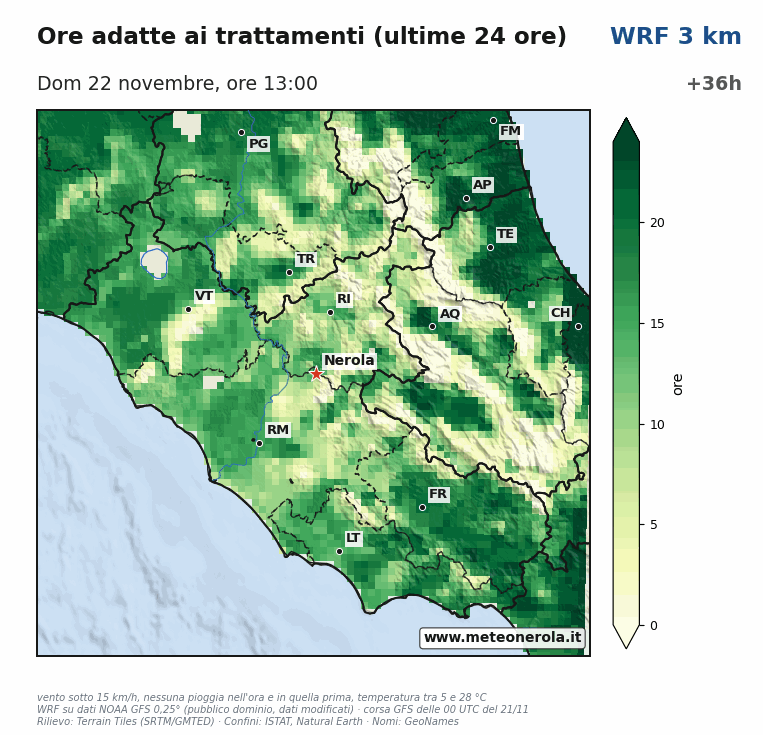 Ore adatte ai trattamenti (ultime 24 ore)
WRF 3 km
Dom 22 novembre, ore 13:00
+36h
FM
PG
AP
TE
TR
VT
RI
AQ
CH
Nerola
RM
FR
LT
www.meteonerola.it
20
15
10
5
0
ore
vento sotto 15 km/h, nessuna pioggia nell'ora e in quella prima, temperatura tra 5 e 28 °C
WRF su dati NOAA GFS 0,25° (pubblico dominio, dati modificati) · corsa GFS delle 00 UTC del 21/11
Rilievo: Terrain Tiles (SRTM/GMTED) · Confini: ISTAT, Natural Earth · Nomi: GeoNames